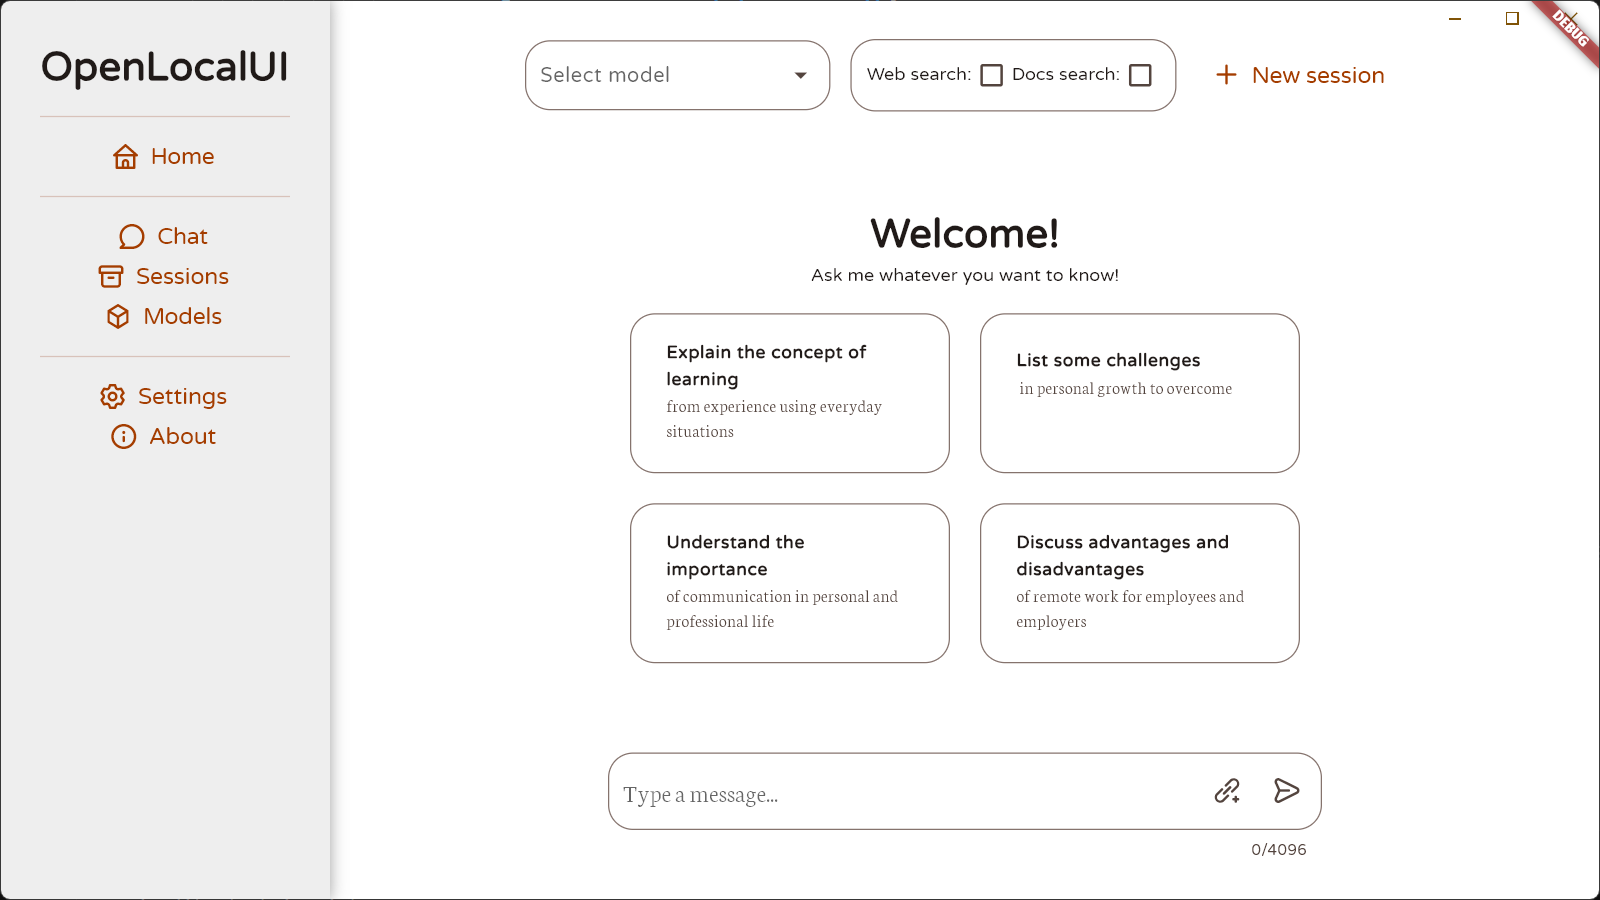 OpenLocalUI
Home
Chat
Sessions
Models
Settings
About
Select model
Web search:
Docs search:
New session
DEBUG
Welcome!
Ask me whatever you want to know!
Explain the concept of
learning
from experience using everyday
situations
List some challenges
in personal growth to overcome
Understand the
importance
of communication in personal and
professional life
Discuss advantages and
disadvantages
of remote work for employees and
employers
Type a message...
0/4096